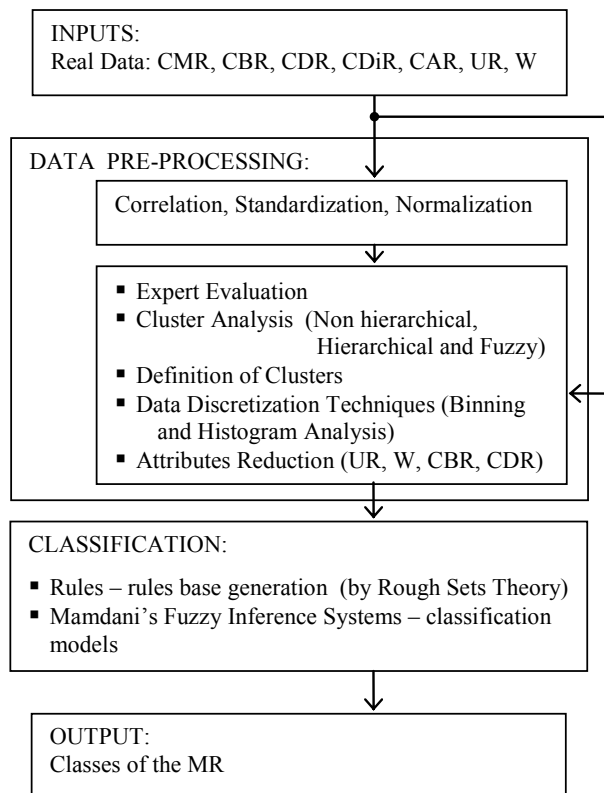 INPUTS:
Real Data: CMR, CBR, CDR, CDiR, CAR, UR, W
DATA PRE-PROCESSING:
Correlation, Standardization, Normalization
▪ Expert Evaluation
▪ Cluster Analysis (Non hierarchical,
Hierarchical and Fuzzy)
▪ Definition of Clusters
▪ Data Discretization Techniques (Binning
and Histogram Analysis)
▪ Attributes Reduction (UR, W, CBR, CDR)
CLASSIFICATION:
▪ Rules – rules base generation (by Rough Sets Theory)
▪ Mamdani’s Fuzzy Inference Systems – classification
models
OUTPUT:
Classes of the MR